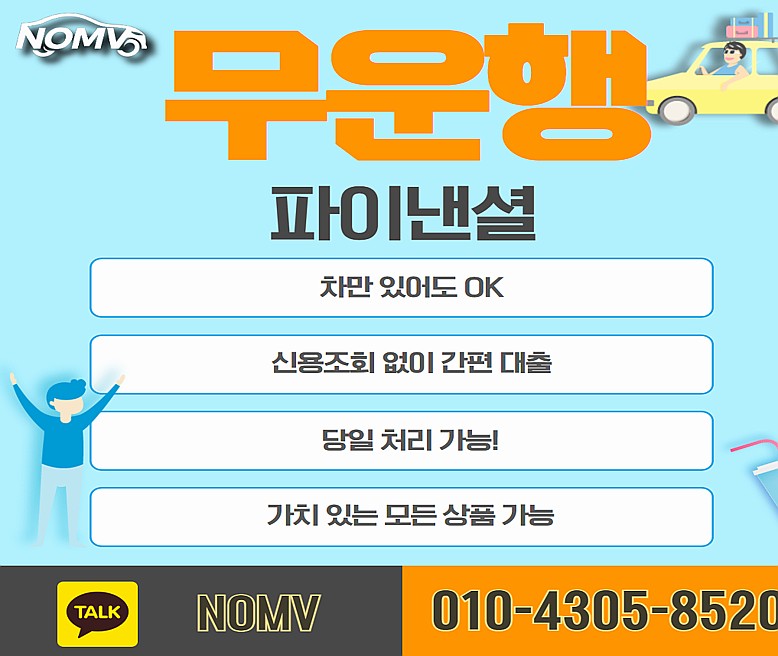 NOMV
무운행
파이낸셜
차만 있어도 OK
신용조회 없이 간편 대출
당일 처리 가능!
가치 있는 모든 상품 가능
TALK
NOMV
010-4305-8520